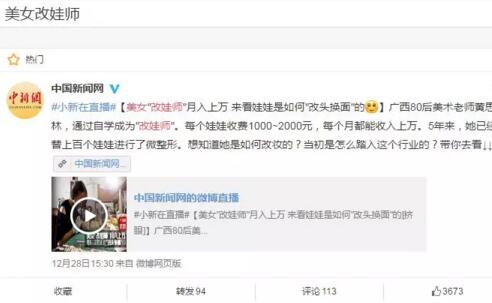 美女改娃师
热门
中国新闻网
#小新在直播#【美女“改娃师”月入上万 来看娃娃是如何“改头换面”的】广西80后美术老师黄思
林，通过自学成为“改娃师”。每个娃娃收费1000~2000元，每个月都能收入上万。5年来，她已经
替上百个娃娃进行了微整形。想知道她是如何改妆的？当初是怎么踏入这个行业的？带你去看↓↓
中国新闻网...
中国新闻网的微博直播
#小新在直播#【美女“改娃师”月入上万 来看娃娃是如何“改头换面”的[挤
眼]】广西80后美...
12月28日15:30 来自 微博网页版
收藏 转发 94 评论 113 3673